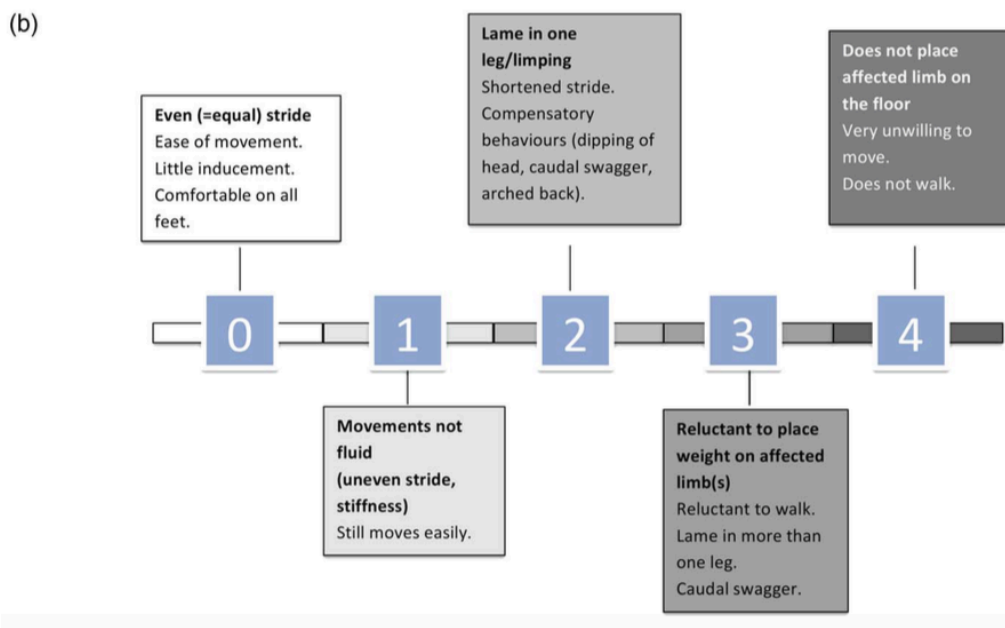 (b)
Even (=equal) stride
Ease of movement.
Little inducement.
Comfortable on all
feet.
Lame in one
leg/limping
Shortened stride.
Compensatory
behaviours (dipping of
head, caudal swagger,
arched back).
Does not place
affected limb on
the floor
Very unwilling to
move.
Does not walk.
0
1
2
3
4
Movements not
fluid
(uneven stride,
stiffness)
Still moves easily.
Reluctant to place
weight on affected
limb(s)
Reluctant to walk.
Lame in more than
one leg.
Caudal swagger.